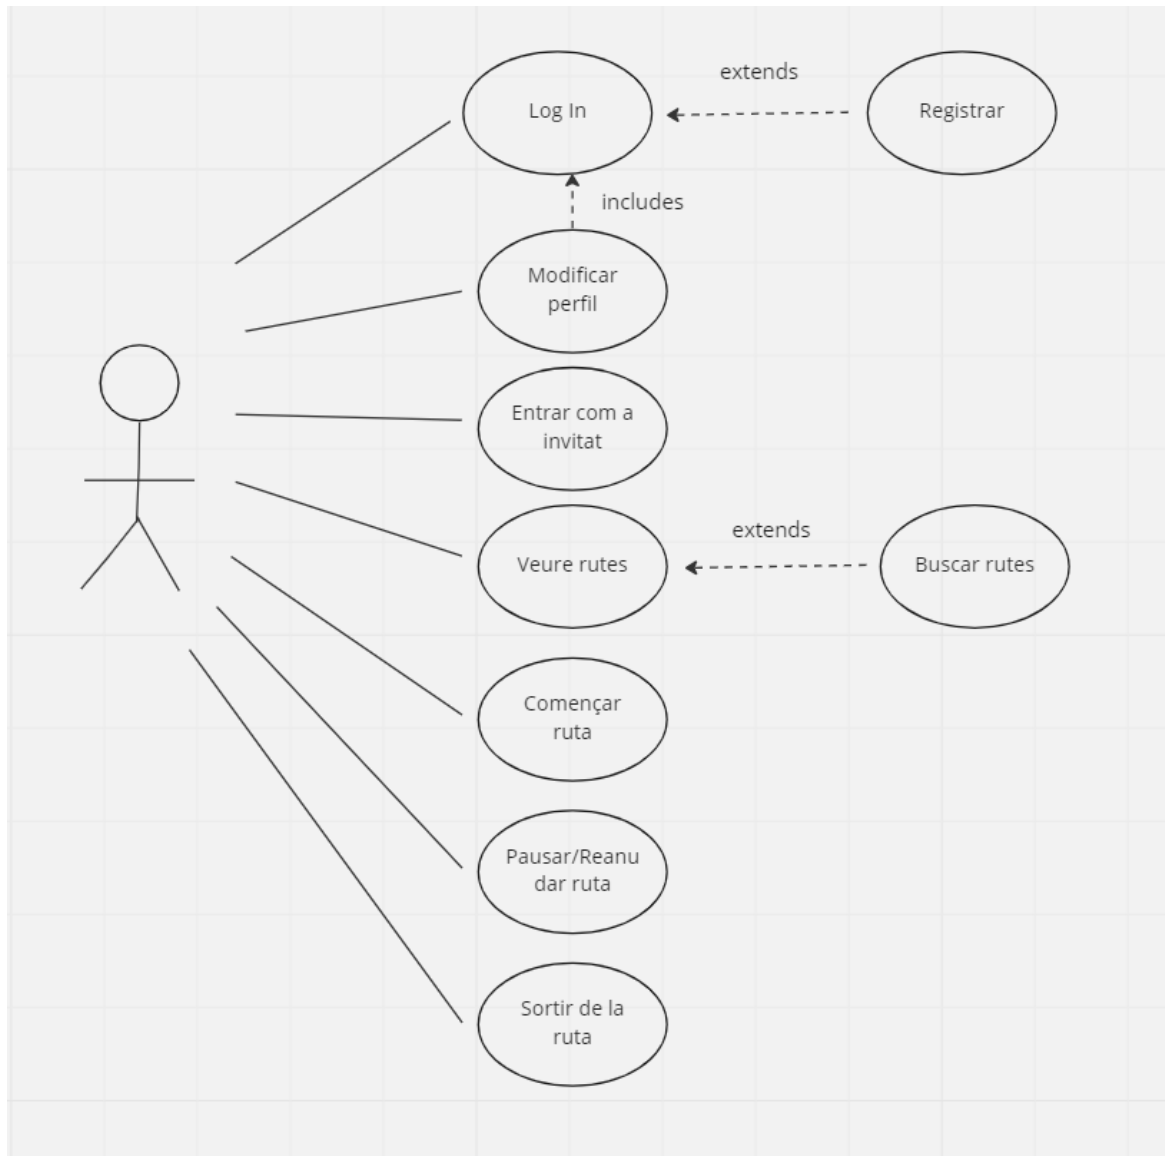 extends
Log In
Registrar
includes
Modificar
perfil
Entrar com a
invitat
extends
Veure rutes
Buscar rutes
Començar
ruta
Pausar/Reanu
dar ruta
Sortir de la
ruta